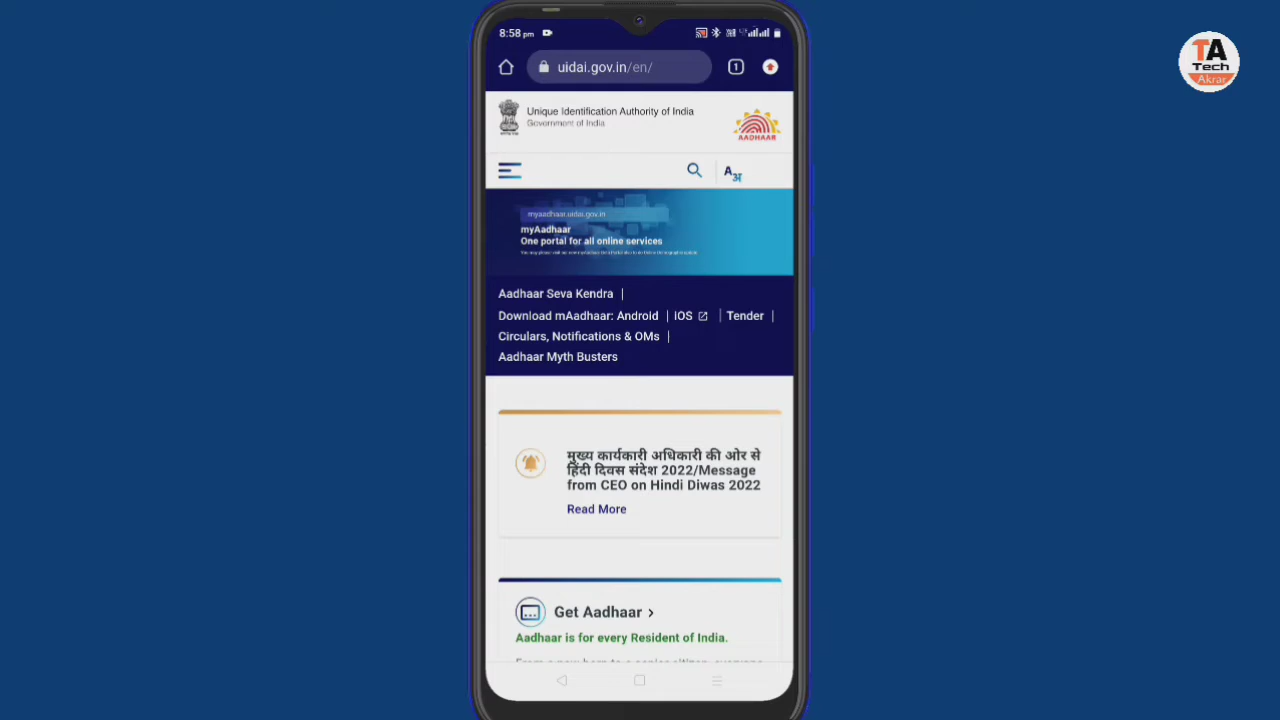 8:58 pm
uidai.gov.in/en/
1
TA
Tech
Akrar
Unique Identification Authority of India
Government of India
AADHAAR
A अ
myaadhaar.uidai.gov.in
myAadhaar
One portal for all online services
Aadhaar Seva Kendra |
Download mAadhaar: Android | iOS | Tender |
Circulars, Notifications & OMs |
Aadhaar Myth Busters
मुख्य कार्यकारी अधिकारी की ओर से
हिंदी दिवस संदेश 2022/Message
from CEO on Hindi Diwas 2022
Read More
Get Aadhaar >
Aadhaar is for every Resident of India.